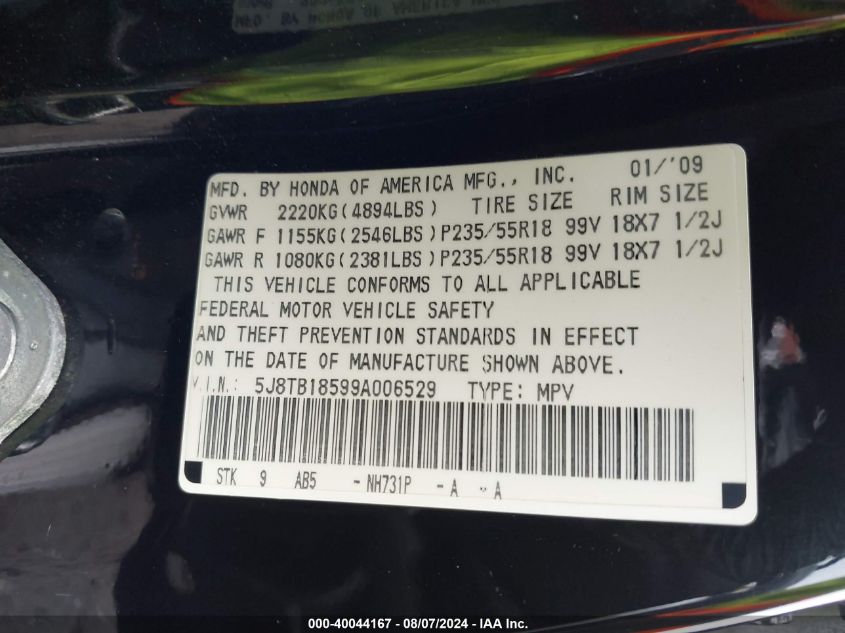 MFD. BY HONDA OF AMERICA MFG., INC. 01/'09
GVWR 2220KG(4894LBS) TIRE SIZE RIM SIZE
GAWR F 1155KG(2546LBS)P235/55R18 99V 18X7 1/2J
GAWR R 1080KG(2381LBS)P235/55R18 99V 18X7 1/2J
THIS VEHICLE CONFORMS TO ALL APPLICABLE
FEDERAL MOTOR VEHICLE SAFETY
AND THEFT PREVENTION STANDARDS IN EFFECT
ON THE DATE OF MANUFACTURE SHOWN ABOVE.
V.I.N.: 5J8TB18599A006529 TYPE: MPV
STK 9 AB5 -NH731P -A -A
000-40044167 - 08/07/2024 - IAA Inc.